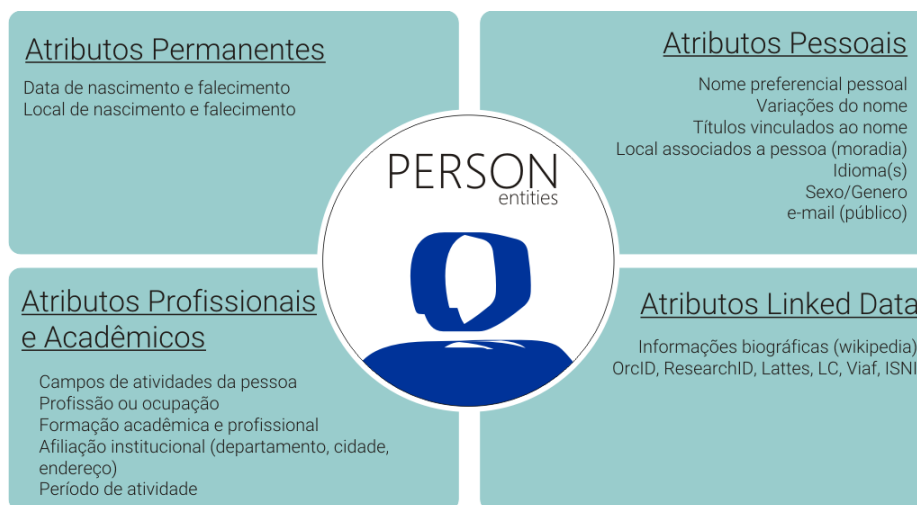 Atributos Permanentes
Data de nascimento e falecimento
Local de nascimento e falecimento
Atributos Pessoais
Nome preferencial pessoal
Variações do nome
Títulos vinculados ao nome
Local associados a pessoa (moradia)
Idioma(s)
Sexo/Genero
e-mail (público)
PERSON
entities
Atributos Profissionais
e Acadêmicos
Campos de atividades da pessoa
Profissão ou ocupação
Formação acadêmica e profissional
Afiliação institucional (departamento, cidade,
endereço)
Período de atividade
Atributos Linked Data
Informações biográficas (wikipedia)
OrcID, ResearchID, Lattes, LC, Viaf, ISNI